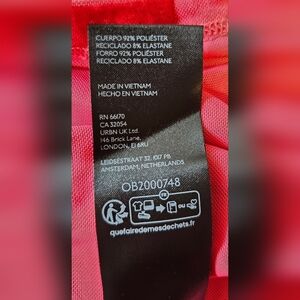 CUERPO 92% POLIÉSTER
RECICLADO 8% ELASTANE
FORRO 92% POLIÉSTER
RECICLADO 8% ELASTANE
MADE IN VIETNAM
HECHO EN VIETNAM
RN 66170
CA 32054
URBN UK Ltd.
146 Brick Lane,
LONDON, E1 6RU
LEIDSESTRAAT 32, 1017 PB
AMSTERDAM, NETHERLANDS
OB2000748
FR
quefairedemesdechets.fr